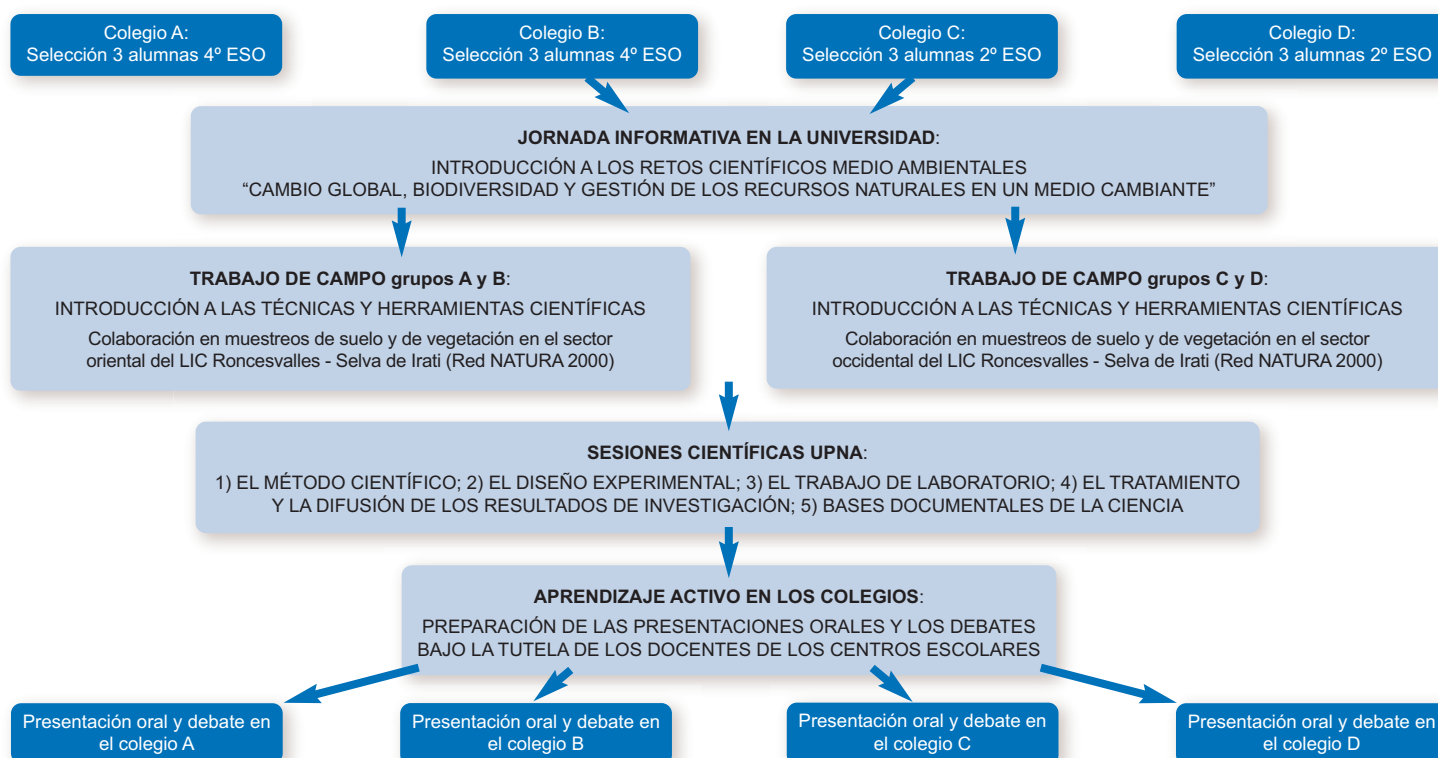 Colegio A:
Selección 3 alumnas 4º ESO
Colegio B:
Selección 3 alumnas 4º ESO
Colegio C:
Selección 3 alumnas 2º ESO
Colegio D:
Selección 3 alumnas 2º ESO
JORNADA INFORMATIVA EN LA UNIVERSIDAD:
INTRODUCCIÓN A LOS RETOS CIENTÍFICOS MEDIO AMBIENTALES
“CAMBIO GLOBAL, BIODIVERSIDAD Y GESTIÓN DE LOS RECURSOS NATURALES EN UN MEDIO CAMBIANTE”
TRABAJO DE CAMPO grupos A y B:
INTRODUCCIÓN A LAS TÉCNICAS Y HERRAMIENTAS CIENTÍFICAS
Colaboración en muestreos de suelo y de vegetación en el sector
oriental del LIC Roncesvalles - Selva de Irati (Red NATURA 2000)
TRABAJO DE CAMPO grupos C y D:
INTRODUCCIÓN A LAS TÉCNICAS Y HERRAMIENTAS CIENTÍFICAS
Colaboración en muestreos de suelo y de vegetación en el sector
occidental del LIC Roncesvalles - Selva de Irati (Red NATURA 2000)
SESIONES CIENTÍFICAS UPNA:
1) EL MÉTODO CIENTÍFICO; 2) EL DISEÑO EXPERIMENTAL; 3) EL TRABAJO DE LABORATORIO; 4) EL TRATAMIENTO
Y LA DIFUSIÓN DE LOS RESULTADOS DE INVESTIGACIÓN; 5) BASES DOCUMENTALES DE LA CIENCIA
APRENDIZAJE ACTIVO EN LOS COLEGIOS:
PREPARACIÓN DE LAS PRESENTACIONES ORALES Y LOS DEBATES
BAJO LA TUTELA DE LOS DOCENTES DE LOS CENTROS ESCOLARES
Presentación oral y debate en
el colegio A
Presentación oral y debate en
el colegio B
Presentación oral y debate en
el colegio C
Presentación oral y debate en
el colegio D